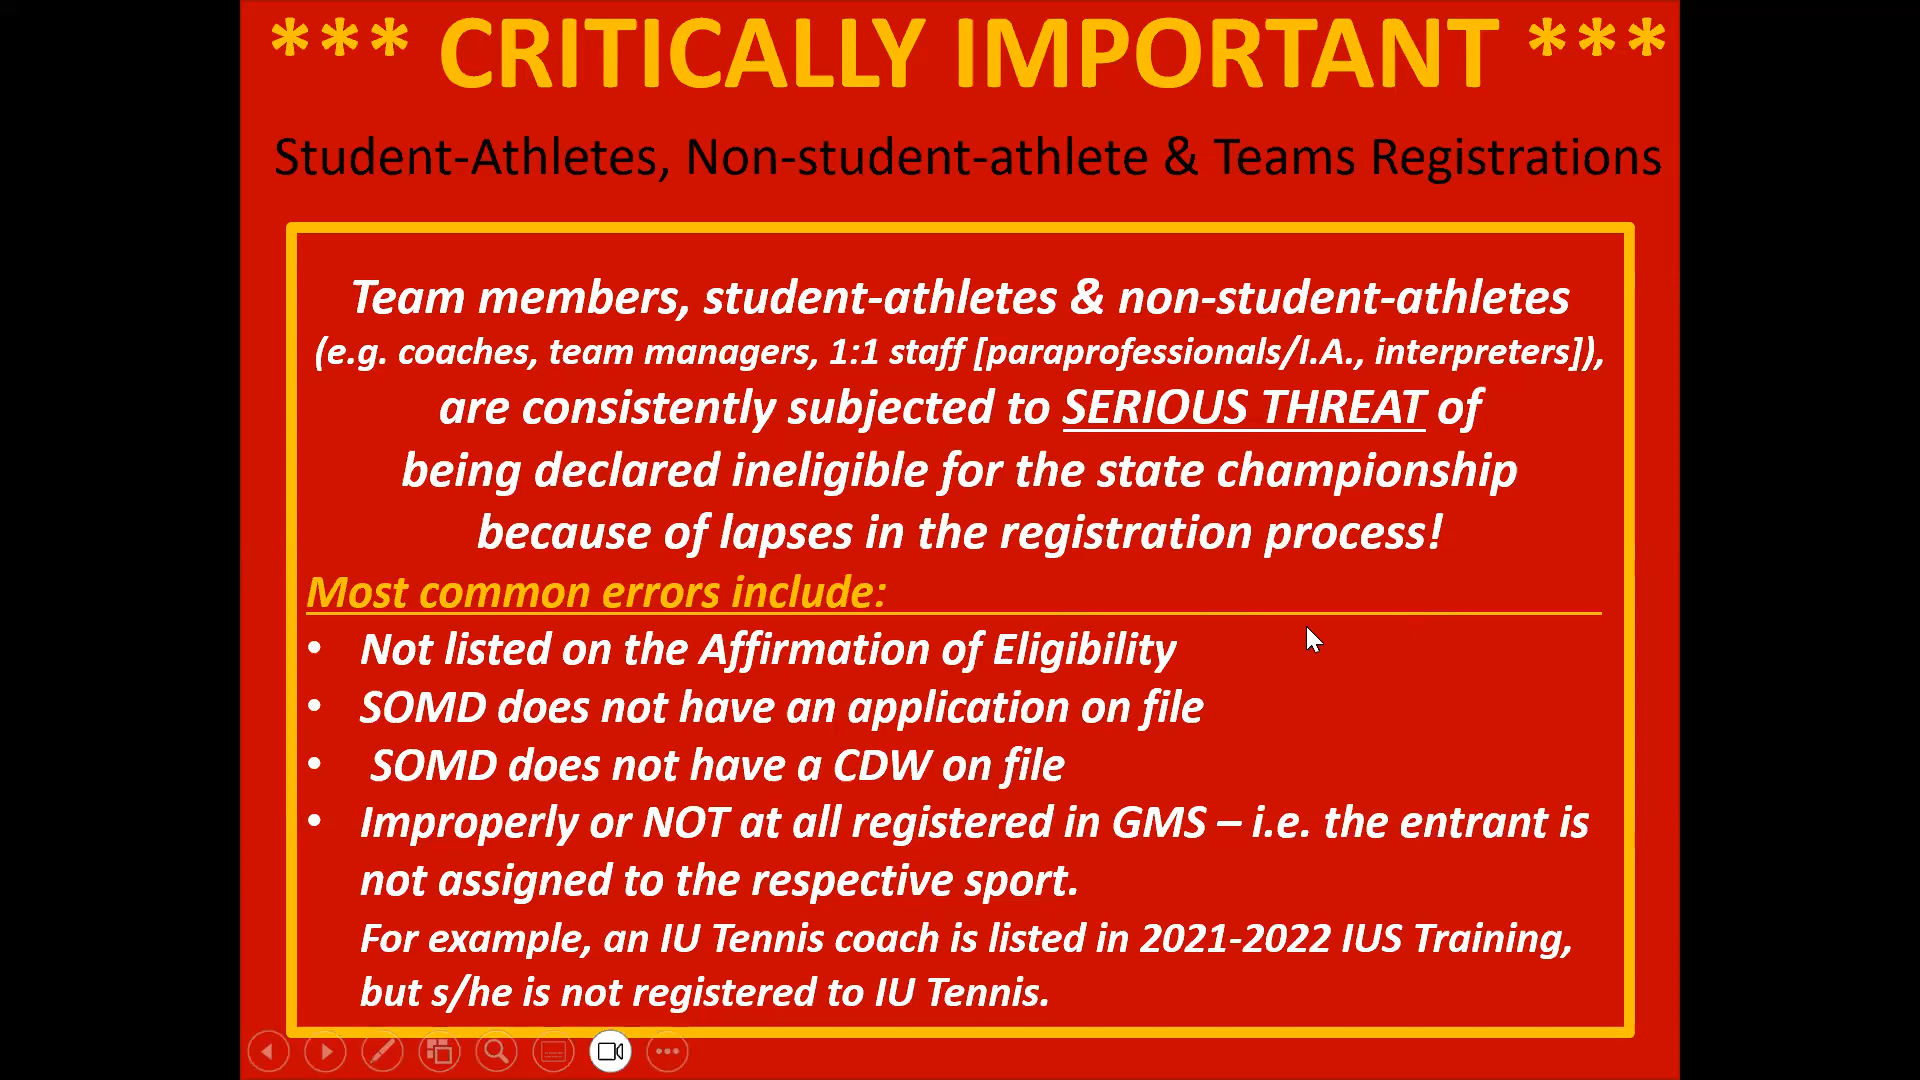 *** CRITICALLY IMPORTANT ***
Student-Athletes, Non-student-athlete & Teams Registrations
Team members, student-athletes & non-student-athletes
(e.g. coaches, team managers, 1:1 staff [paraprofessionals/I.A., interpreters]),
are consistently subjected to SERIOUS THREAT of
being declared ineligible for the state championship
because of lapses in the registration process!
Most common errors include:
• Not listed on the Affirmation of Eligibility
• SOMD does not have an application on file
• SOMD does not have a CDW on file
• Improperly or NOT at all registered in GMS – i.e. the entrant is
not assigned to the respective sport.
For example, an IU Tennis coach is listed in 2021-2022 IUS Training,
but s/he is not registered to IU Tennis.